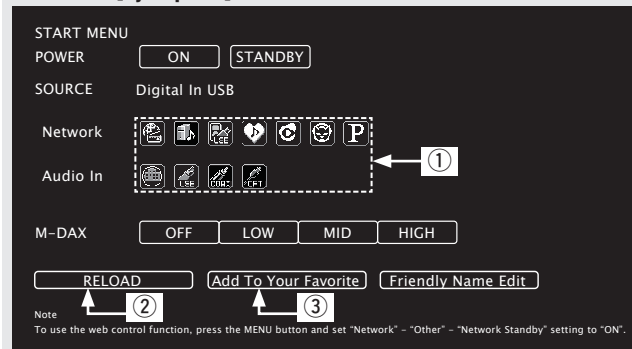 START MENU
POWER ON STANDBY
SOURCE Digital In USB
Network P ①
Audio In
M-DAX OFF LOW MID HIGH
RELOAD Add To Your Favorite Friendly Name Edit
② ③
Note
To use the web control function, press the MENU button and set “Network” – “Other” – “Network Standby” setting to “ON”.